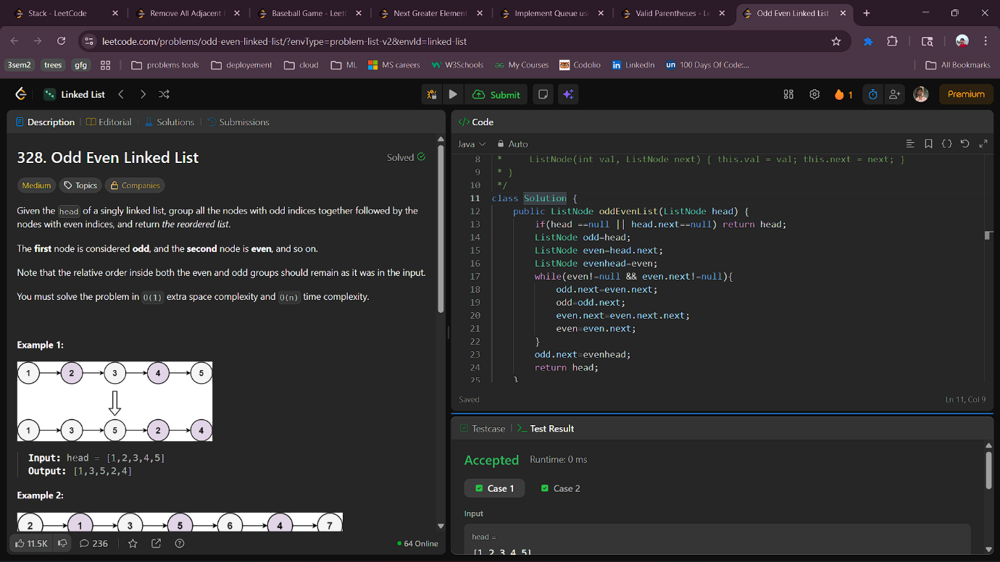 Stack - LeetCode
Remove All Adjacent
Baseball Game - Leet
Next Greater Element
Implement Queue us
Valid Parentheses - Le
Odd Even Linked List
leetcode.com/problems/odd-even-linked-list/?envType=problem-list-v2&envId=linked-list
3sem2 trees gfg problems tools deployement cloud ML MS careers W3Schools My Courses Codolio LinkedIn 100 Days Of Code:... All Bookmarks
Linked List
Submit
1
Premium
Description Editorial Solutions Submissions
328. Odd Even Linked List
Solved
Medium Topics Companies
Given the head of a singly linked list, group all the nodes with odd indices together followed by the
nodes with even indices, and return the reordered list.
The first node is considered odd, and the second node is even, and so on.
Note that the relative order inside both the even and odd groups should remain as it was in the input.
You must solve the problem in O(1) extra space complexity and O(n) time complexity.
Example 1:
1 2 3 4 5
1 3 5 2 4
Input: head = [1,2,3,4,5]
Output: [1,3,5,2,4]
Example 2:
2 1 3 5 6 4 7
11.5K 236
64 Online
Code
Java Auto
8 * ListNode(int val, ListNode next) { this.val = val; this.next = next; }
9 * }
10 */
11 class Solution {
12 public ListNode oddEvenList(ListNode head) {
13 if(head ==null || head.next==null) return head;
14 ListNode odd=head;
15 ListNode even=head.next;
16 ListNode evenhead=even;
17 while(even!=null && even.next!=null){
18 odd.next=even.next;
19 odd=odd.next;
20 even.next=even.next.next;
21 even=even.next;
22 }
23 odd.next=evenhead;
24 return head;
25 }
Saved
Ln 11, Col 9
Testcase Test Result
Accepted Runtime: 0 ms
Case 1 Case 2
Input
head =
[1,2,3,4,5]